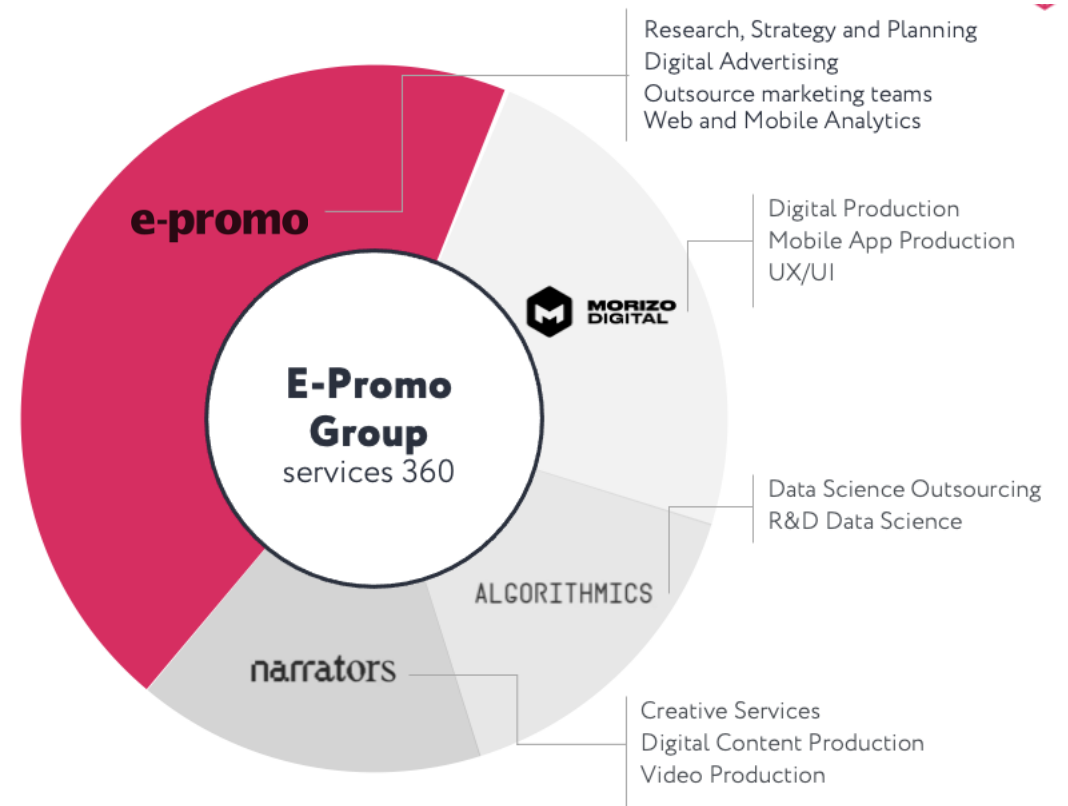 Research, Strategy and Planning
Digital Advertising
Outsource marketing teams
Web and Mobile Analytics
e-promo
Digital Production
Mobile App Production
UX/UI
MORIZO
DIGITAL
E-Promo
Group
services 360
Data Science Outsourcing
R&D Data Science
ALGORITHMICS
narrators
Creative Services
Digital Content Production
Video Production